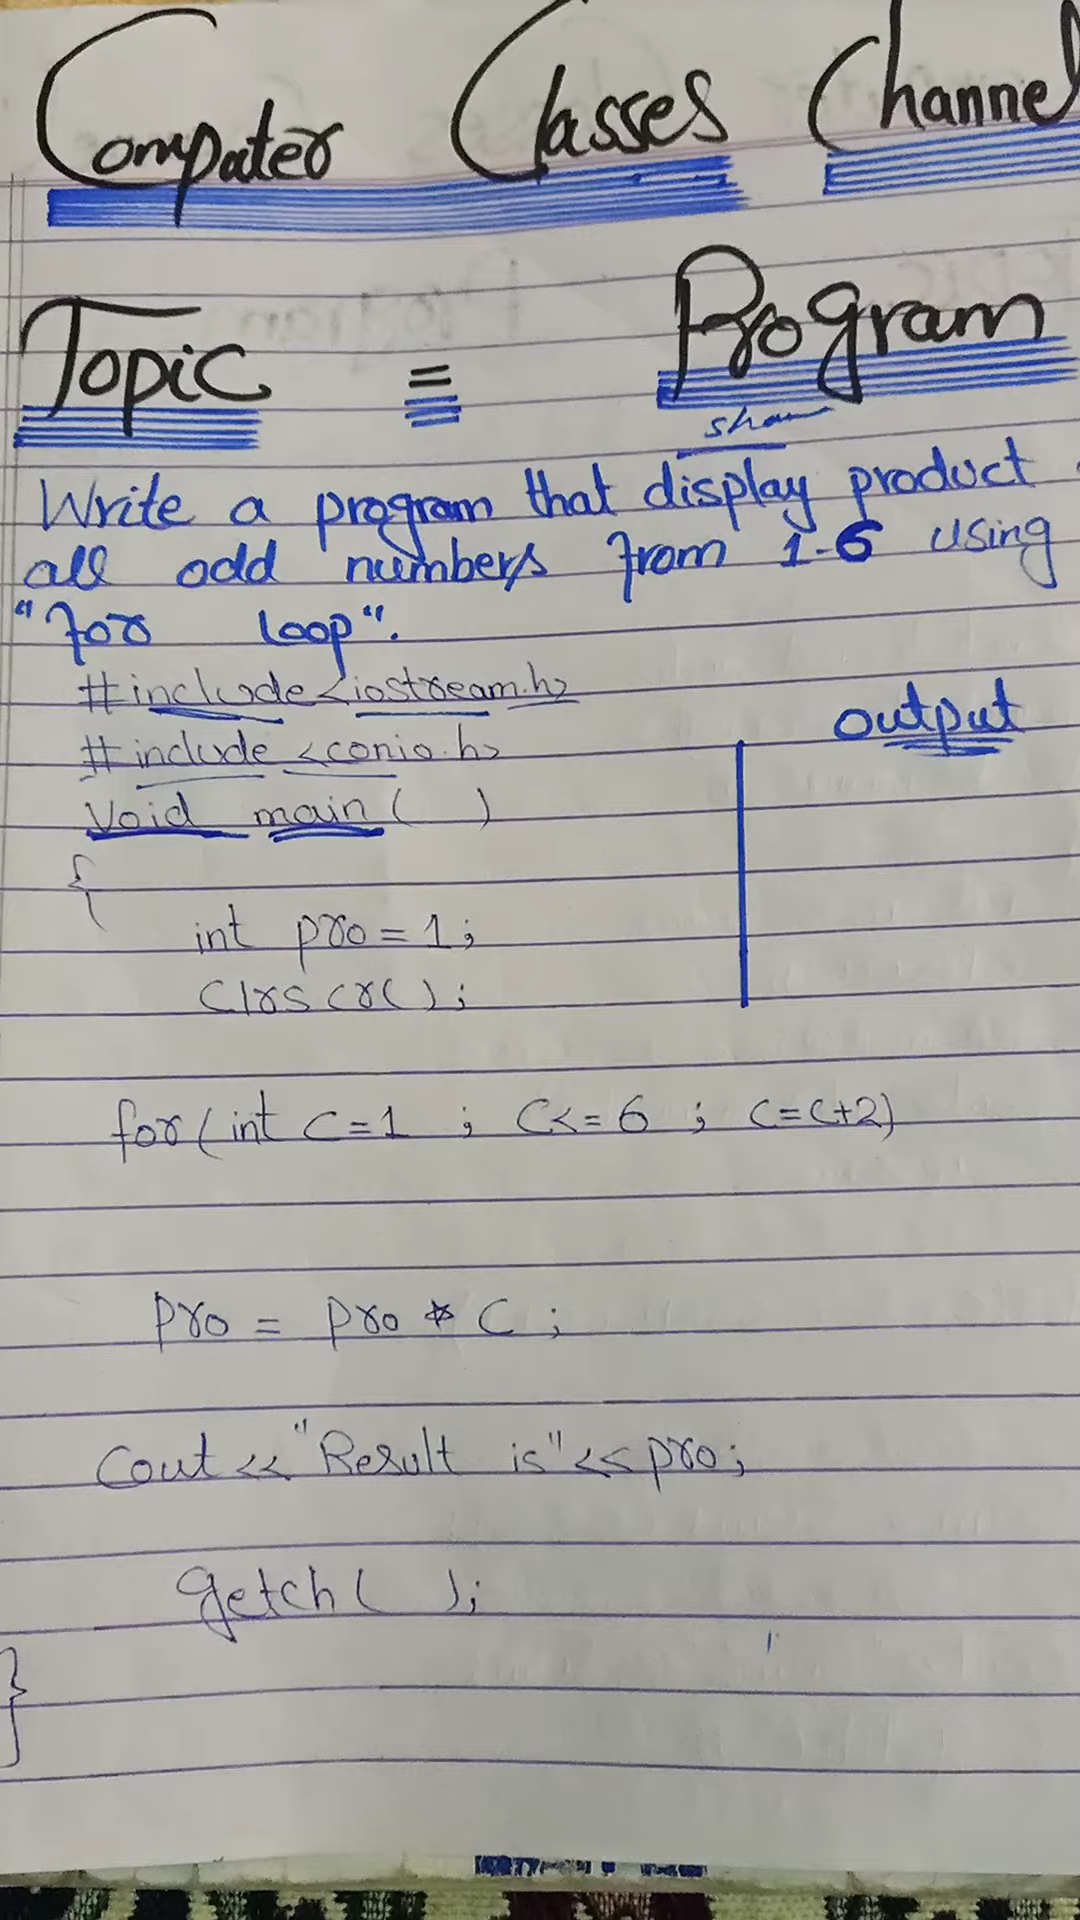 Computer Classes Channel
Topic = Program
show
Write a program that display product
all odd numbers from 1-6 using
"for loop".
#include<iostream.h>
output
#include <conio.h>
Void main( )
{
int pro=1;
Clrscr();
for(int C=1 ; C<=6 ; C=C+2)
pro = pro * C ;
Cout<<"Result is"<<pro;
getch( );
}